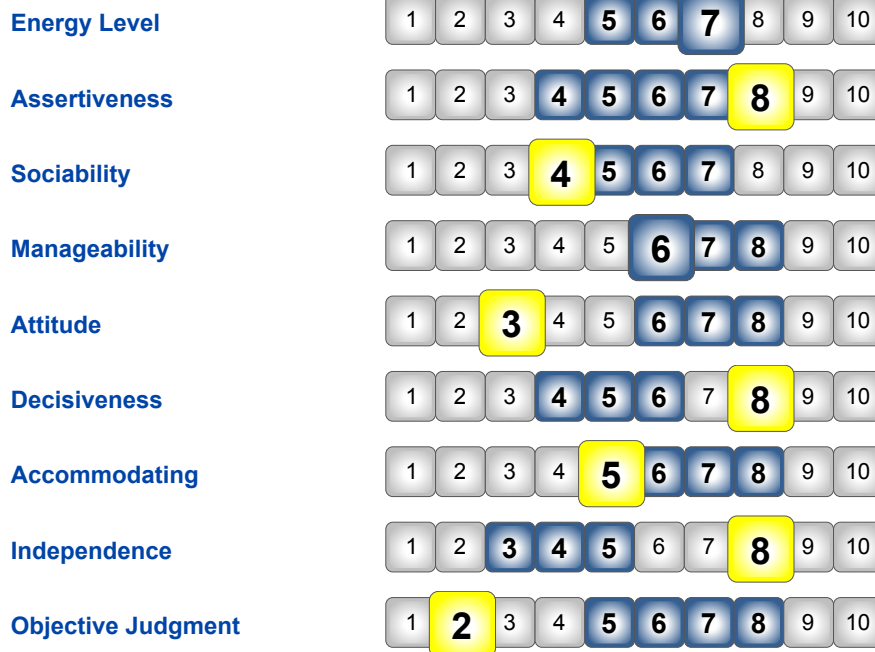 Energy Level 1 2 3 4 5 6 7 8 9 10
Assertiveness 1 2 3 4 5 6 7 8 9 10
Sociability 1 2 3 4 5 6 7 8 9 10
Manageability 1 2 3 4 5 6 7 8 9 10
Attitude 1 2 3 4 5 6 7 8 9 10
Decisiveness 1 2 3 4 5 6 7 8 9 10
Accommodating 1 2 3 4 5 6 7 8 9 10
Independence 1 2 3 4 5 6 7 8 9 10
Objective Judgment 1 2 3 4 5 6 7 8 9 10